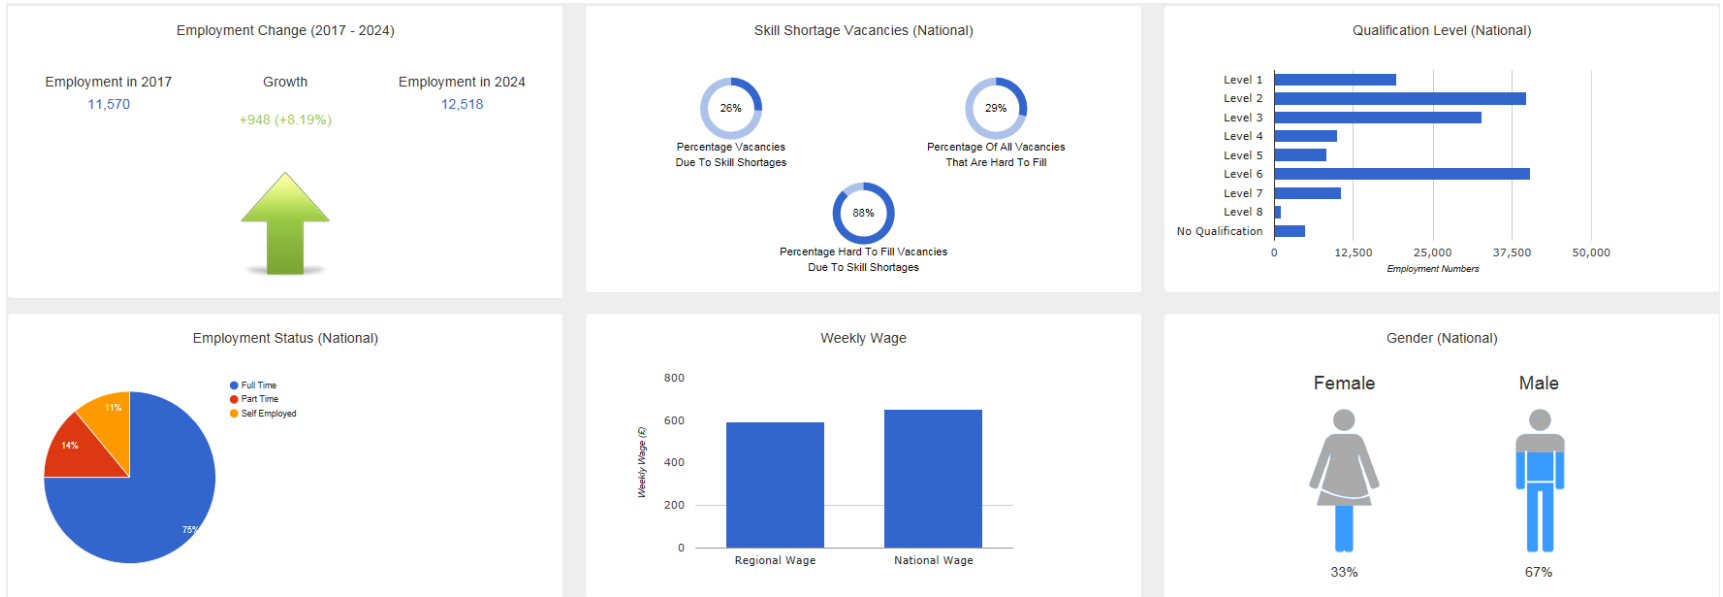 Employment Change (2017 - 2024)
Employment in 2017
Growth
Employment in 2024
11,570
+948 (+8.19%)
12,518
Skill Shortage Vacancies (National)
26%
Percentage Vacancies
Due To Skill Shortages
29%
Percentage Of All Vacancies
That Are Hard To Fill
88%
Percentage Hard To Fill Vacancies
Due To Skill Shortages
Qualification Level (National)
Level 1
Level 2
Level 3
Level 4
Level 5
Level 6
Level 7
Level 8
No Qualification
0
12,500
25,000
37,500
50,000
Employment Numbers
Employment Status (National)
Full Time
Part Time
Self Employed
11%
14%
75%
Weekly Wage
800
600
400
200
0
Weekly Wage (£)
Regional Wage
National Wage
Gender (National)
Female
Male
33%
67%